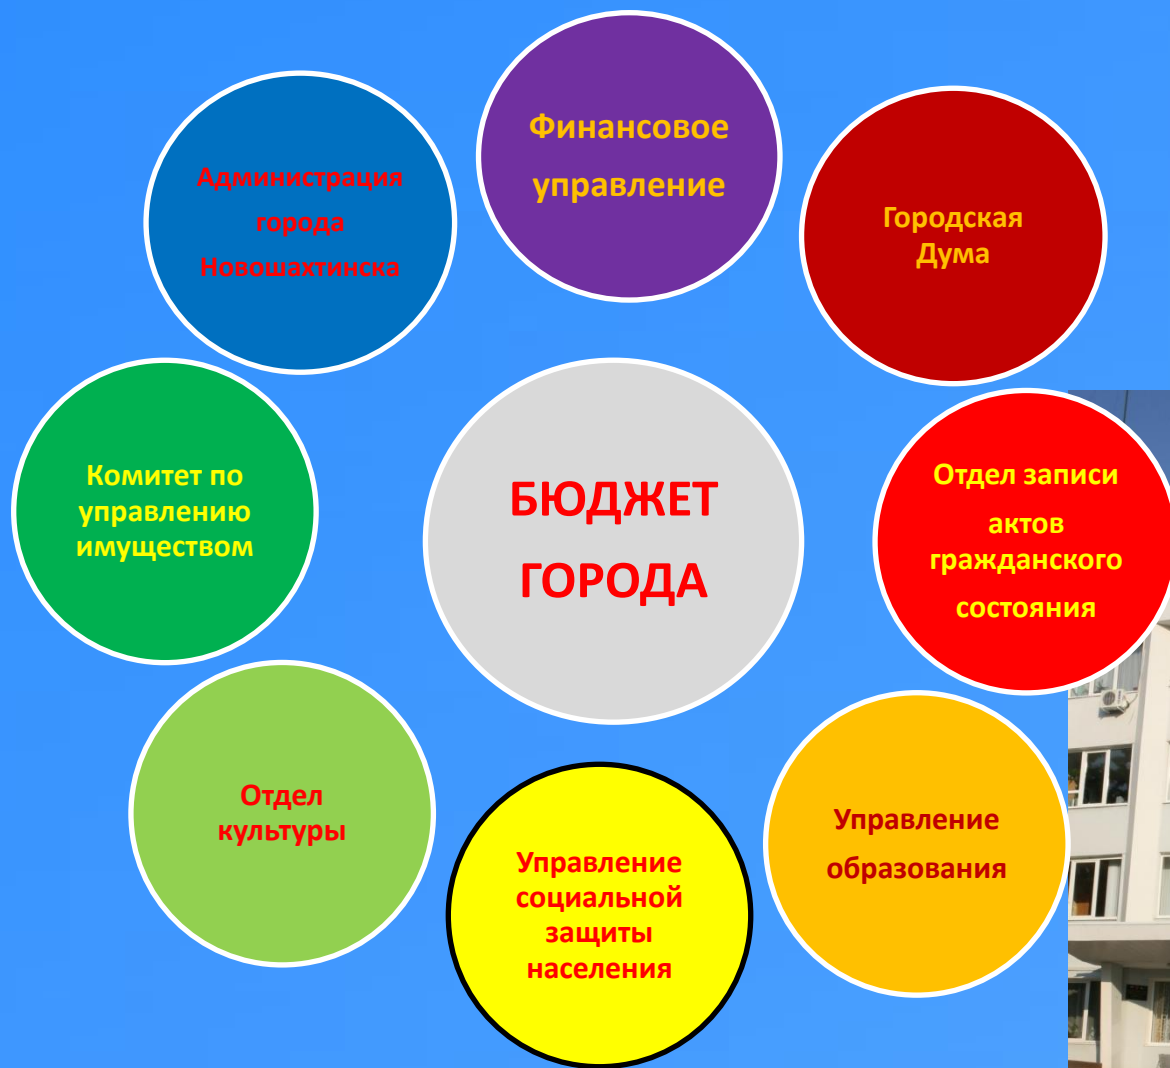 Финансовое
управление
Администрация
города
Новошахтинска
Городская
Дума
Комитет по
управлению
имуществом
БЮДЖЕТ
ГОРОДА
Отдел записи
актов
гражданского
состояния
Отдел
культуры
Управление
социальной
защиты
населения
Управление
образования